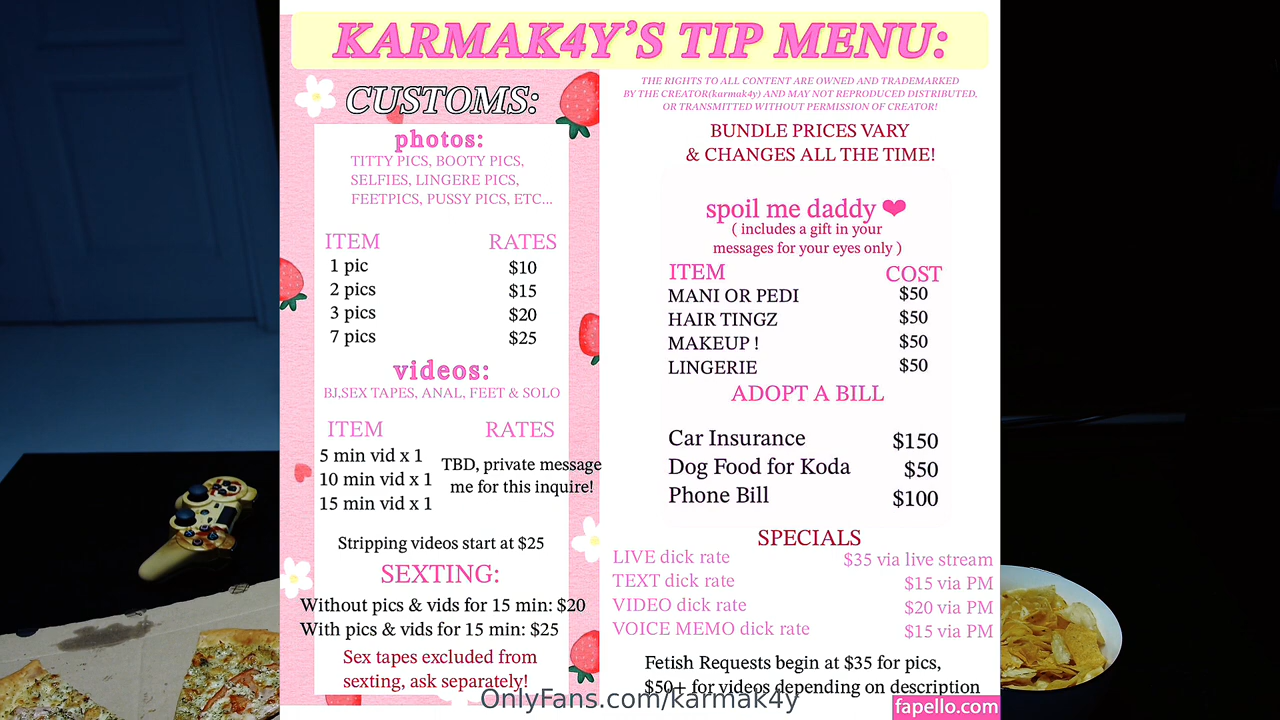 KARMAK4Y'S TIP MENU:
CUSTOMS:
photos:
TITTY PICS, BOOTY PICS,
SELFIES, LINGERE PICS,
FEETPICS, PUSSY PICS, ETC...
ITEM RATES
1 pic $10
2 pics $15
3 pics $20
7 pics $25
videos:
BJ,SEX TAPES, ANAL, FEET & SOLO
ITEM RATES
5 min vid x 1
10 min vid x 1
15 min vid x 1
TBD, private message
me for this inquire!
Stripping videos start at $25
SEXTING:
Without pics & vids for 15 min: $20
With pics & vids for 15 min: $25
Sex tapes excluded from
sexting, ask separately!
THE RIGHTS TO ALL CONTENT ARE OWNED AND TRADEMARKED
BY THE CREATOR(karmak4y) AND MAY NOT REPRODUCED DISTRIBUTED,
OR TRANSMITTED WITHOUT PERMISSION OF CREATOR!
BUNDLE PRICES VARY
& CHANGES ALL THE TIME!
spoil me daddy ❤
( includes a gift in your
messages for your eyes only )
ITEM COST
MANI OR PEDI $50
HAIR TINGZ $50
MAKEUP ! $50
LINGERIE $50
ADOPT A BILL
Car Insurance $150
Dog Food for Koda $50
Phone Bill $100
SPECIALS
LIVE dick rate $35 via live stream
TEXT dick rate $15 via PM
VIDEO dick rate $20 via PM
VOICE MEMO dick rate $15 via PM
Fetish Requests begin at $35 for pics,
$50+ for videos depending on description
OnlyFans.com/karmak4y
fapello.com